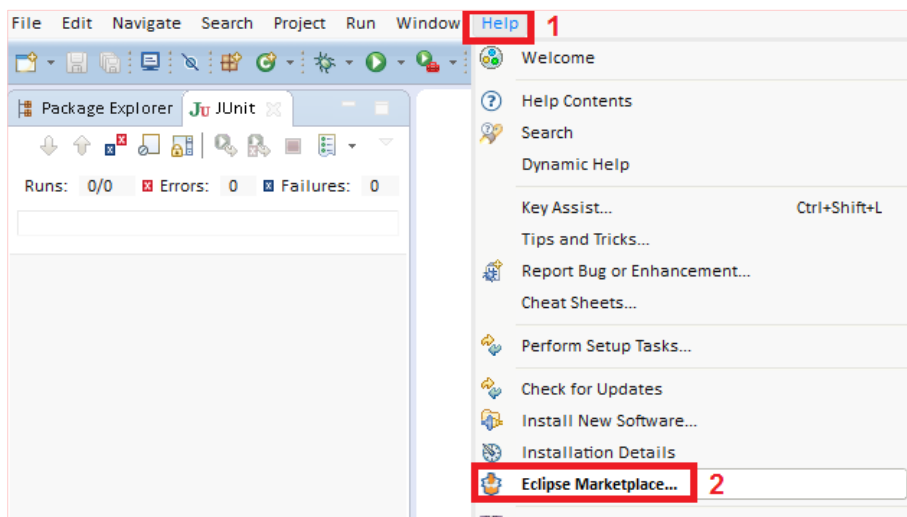 File Edit Navigate Search Project Run Window Help 1
Welcome
Package Explorer JU JUnit
Help Contents
Search
Dynamic Help
Runs: 0/0 Errors: 0 Failures: 0
Key Assist... Ctrl+Shift+L
Tips and Tricks...
Report Bug or Enhancement...
Cheat Sheets...
Perform Setup Tasks...
Check for Updates
Install New Software...
Installation Details
Eclipse Marketplace... 2